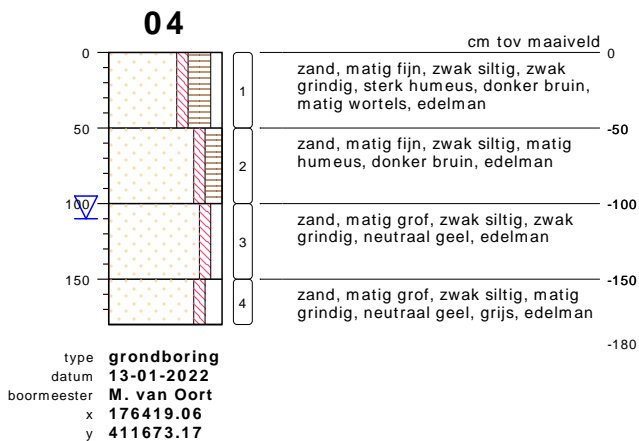 04
cm tov maaiveld
0
0
zand, matig fijn, zwak siltig, zwak
grindig, sterk humeus, donker bruin,
matig wortels, edelman
1
50
-50
zand, matig fijn, zwak siltig, matig
humeus, donker bruin, edelman
2
100
-100
zand, matig grof, zwak siltig, zwak
grindig, neutraal geel, edelman
3
150
-150
zand, matig grof, zwak siltig, matig
grindig, neutraal geel, grijs, edelman
4
-180
type grondboring
datum 13-01-2022
boormeester M. van Oort
x 176419.06
y 411673.17